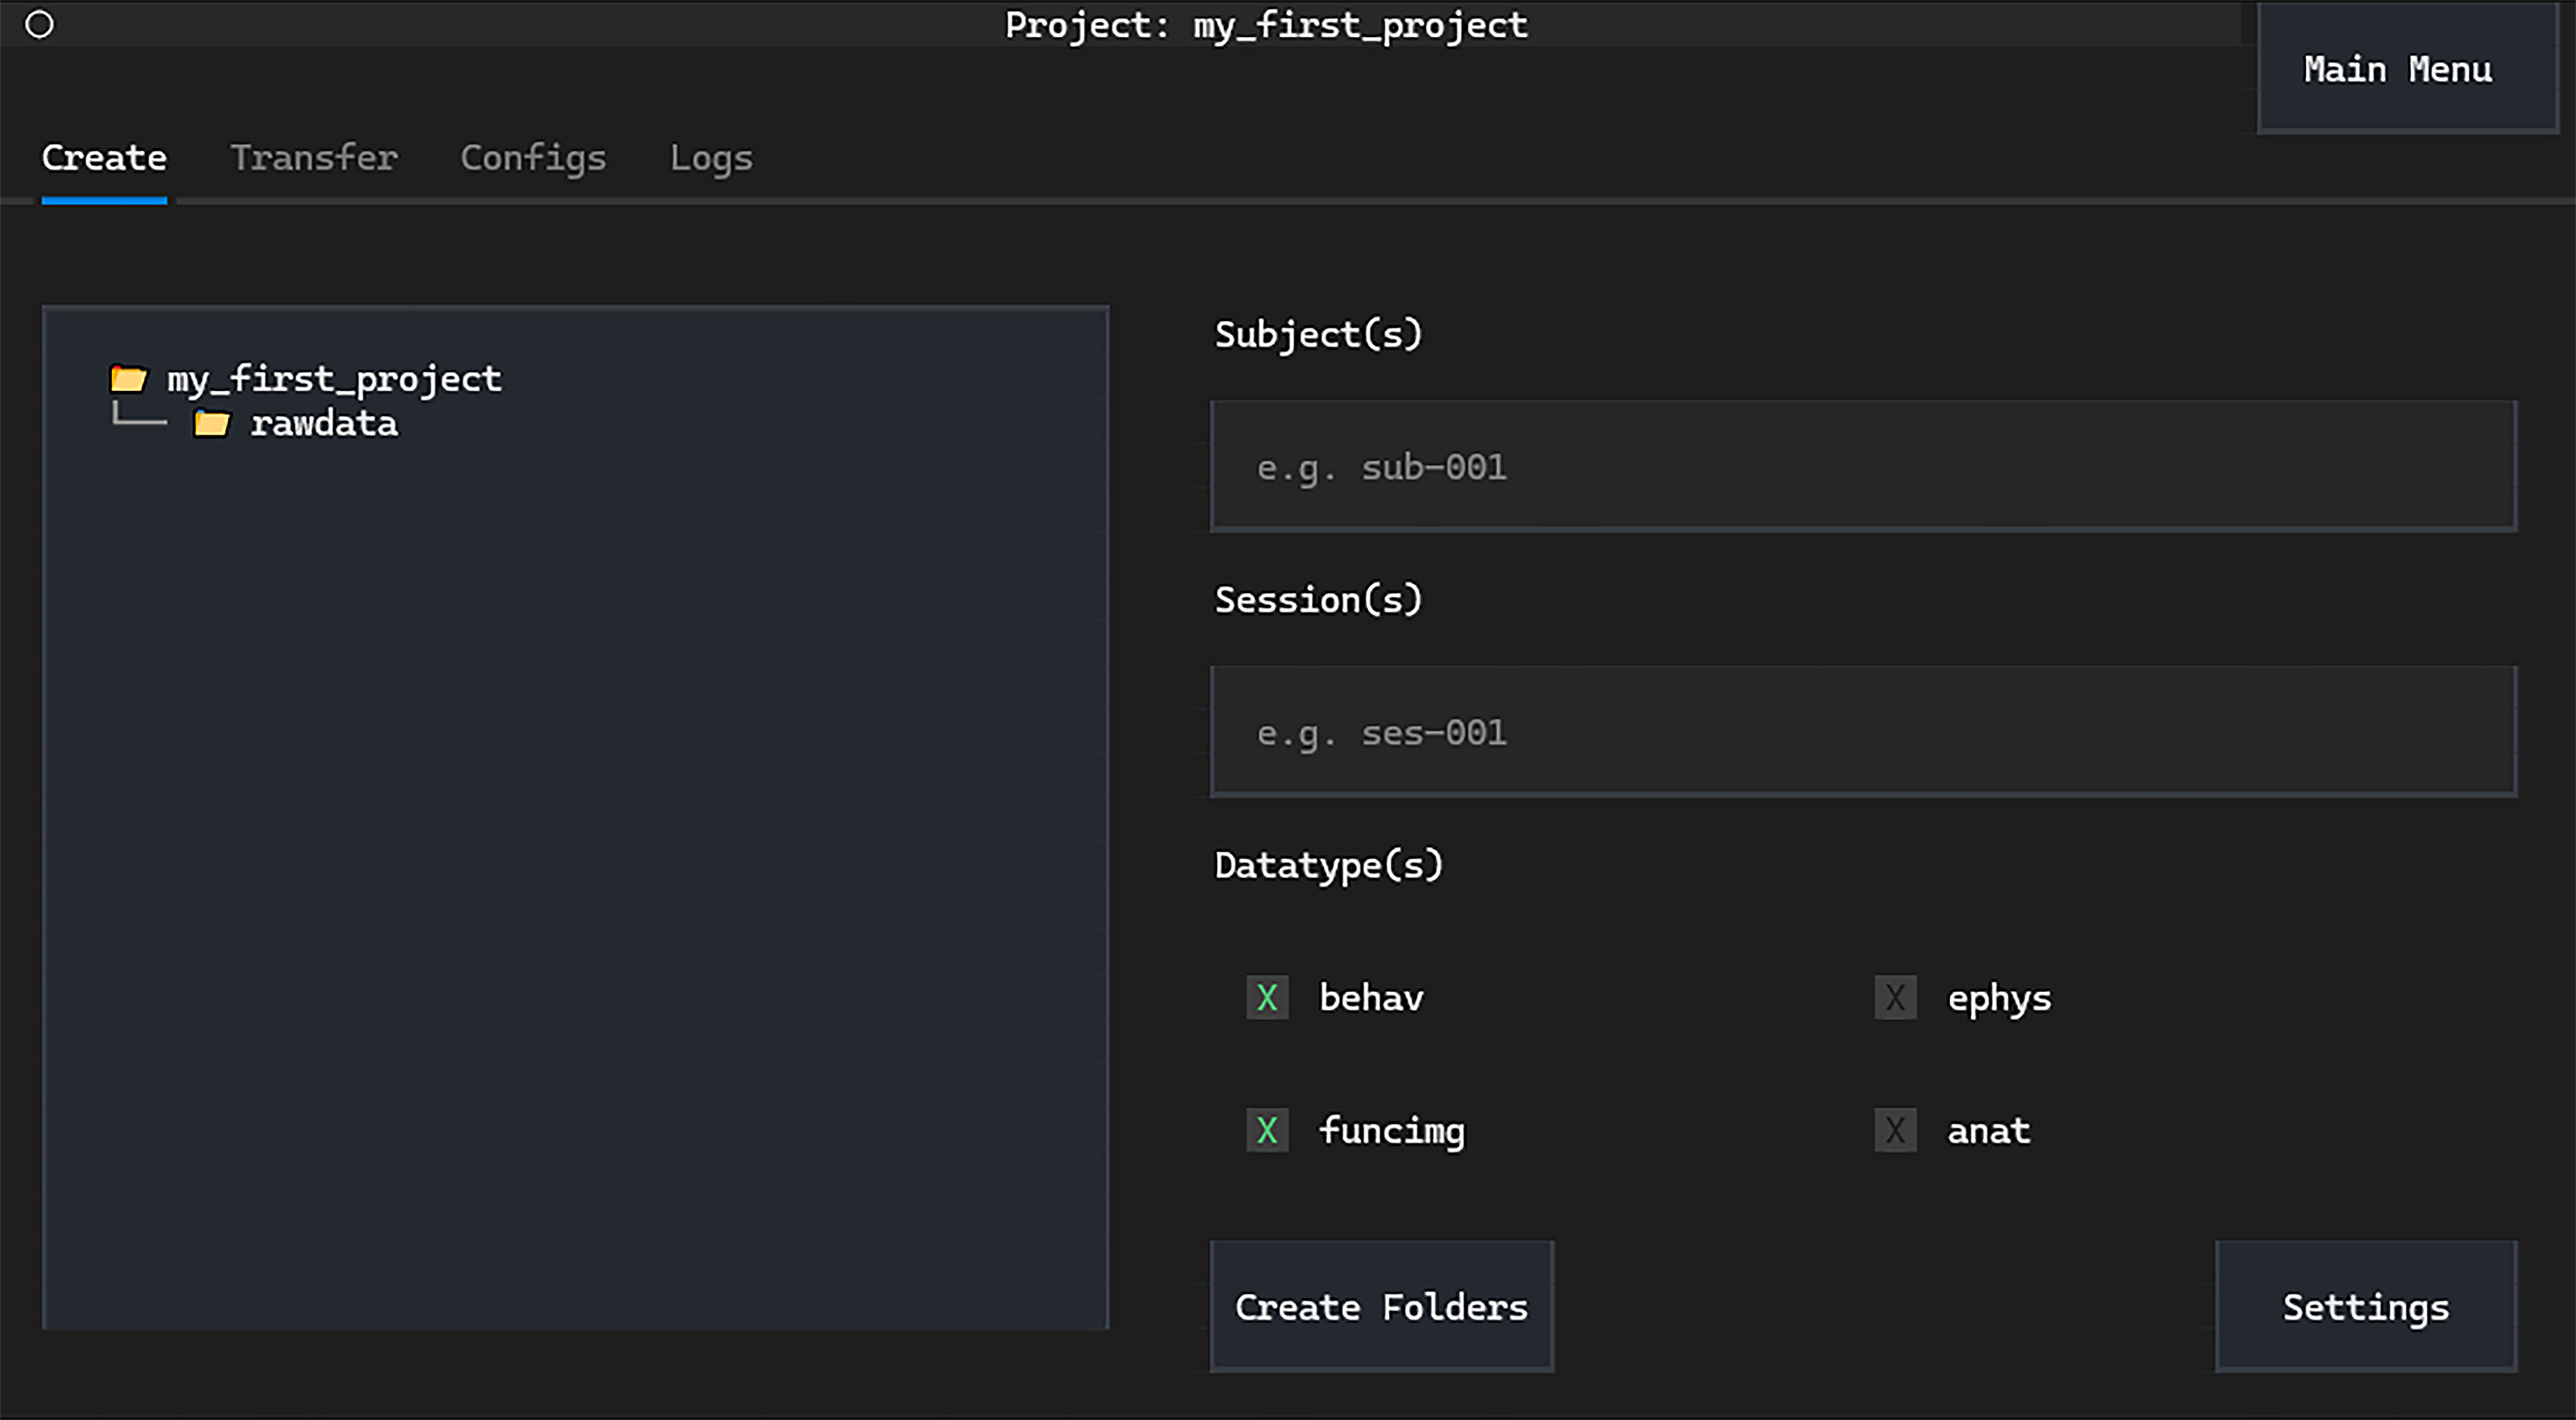 Project: my_first_project
Main Menu
Create Transfer Configs Logs
my_first_project
rawdata
Subject(s)
e.g. sub-001
Session(s)
e.g. ses-001
Datatype(s)
X behav X ephys
X funcimg X anat
Create Folders Settings